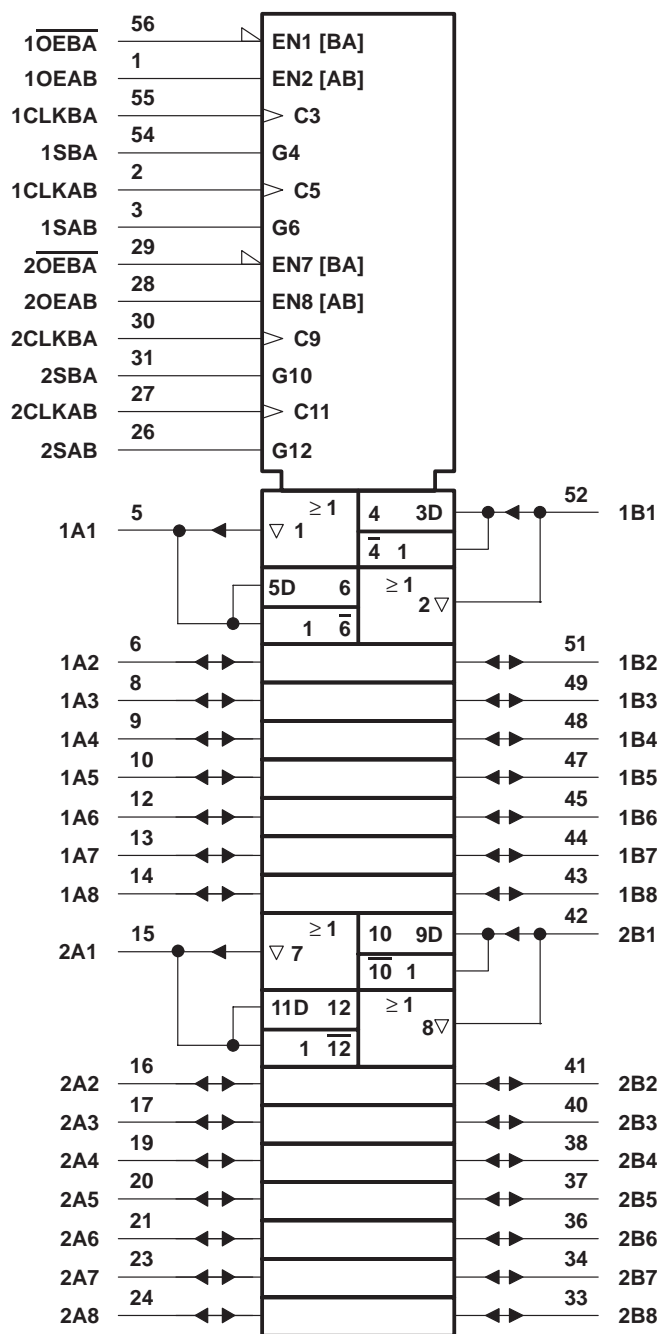 56
1O̅E̅B̅A̅ EN1 [BA]
1
1OEAB EN2 [AB]
55
1CLKBA C3
54
1SBA G4
2
1CLKAB C5
3
1SAB G6
29
2O̅E̅B̅A̅ EN7 [BA]
28
2OEAB EN8 [AB]
30
2CLKBA C9
31
2SBA G10
27
2CLKAB C11
26
2SAB G12
5 ≥ 1 4 3D 52
1A1 ▽ 1 4̅ 1 1B1
5D 6 ≥ 1
1 6̅ 2 ▽
6 51
1A2 1B2
8 49
1A3 1B3
9 48
1A4 1B4
10 47
1A5 1B5
12 45
1A6 1B6
13 44
1A7 1B7
14 43
1A8 1B8
15 ≥ 1 10 9D 42
2A1 ▽ 7 1̅0̅ 1 2B1
11D 12 ≥ 1
1 1̅2̅ 8▽
16 41
2A2 2B2
17 40
2A3 2B3
19 38
2A4 2B4
20 37
2A5 2B5
21 36
2A6 2B6
23 34
2A7 2B7
24 33
2A8 2B8